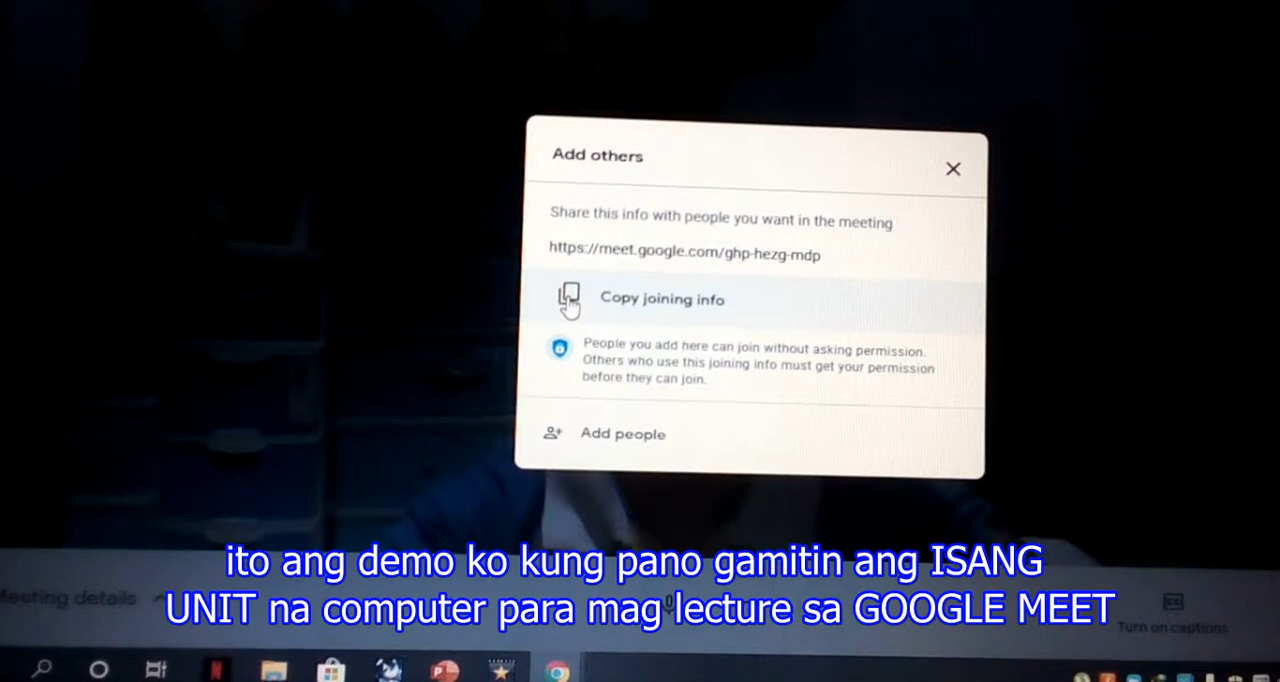 Add others
Share this info with people you want in the meeting
https://meet.google.com/ghp-hezg-mdp
Copy joining info
People you add here can join without asking permission.
Others who use this joining info must get your permission
before they can join.
Add people
ito ang demo ko kung pano gamitin ang ISANG
UNIT na computer para mag lecture sa GOOGLE MEET
Meeting details
Turn on captions